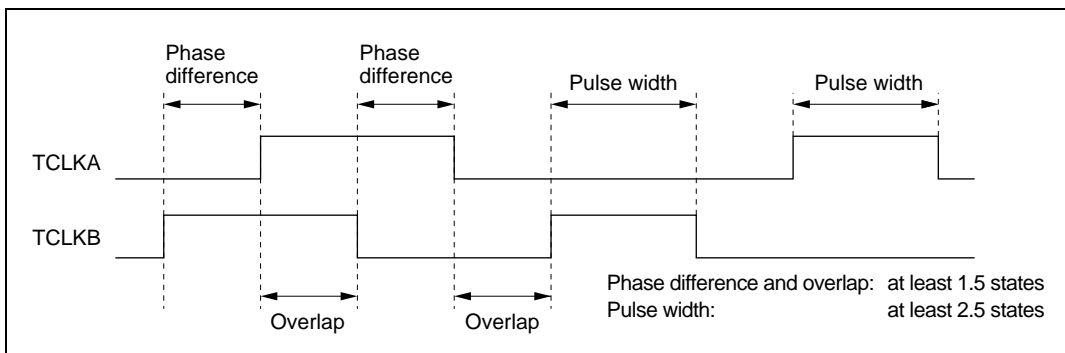 Phase
difference
Phase
difference
Pulse width
Pulse width
TCLKA
TCLKB
Overlap
Overlap
Phase difference and overlap: at least 1.5 states
Pulse width: at least 2.5 states